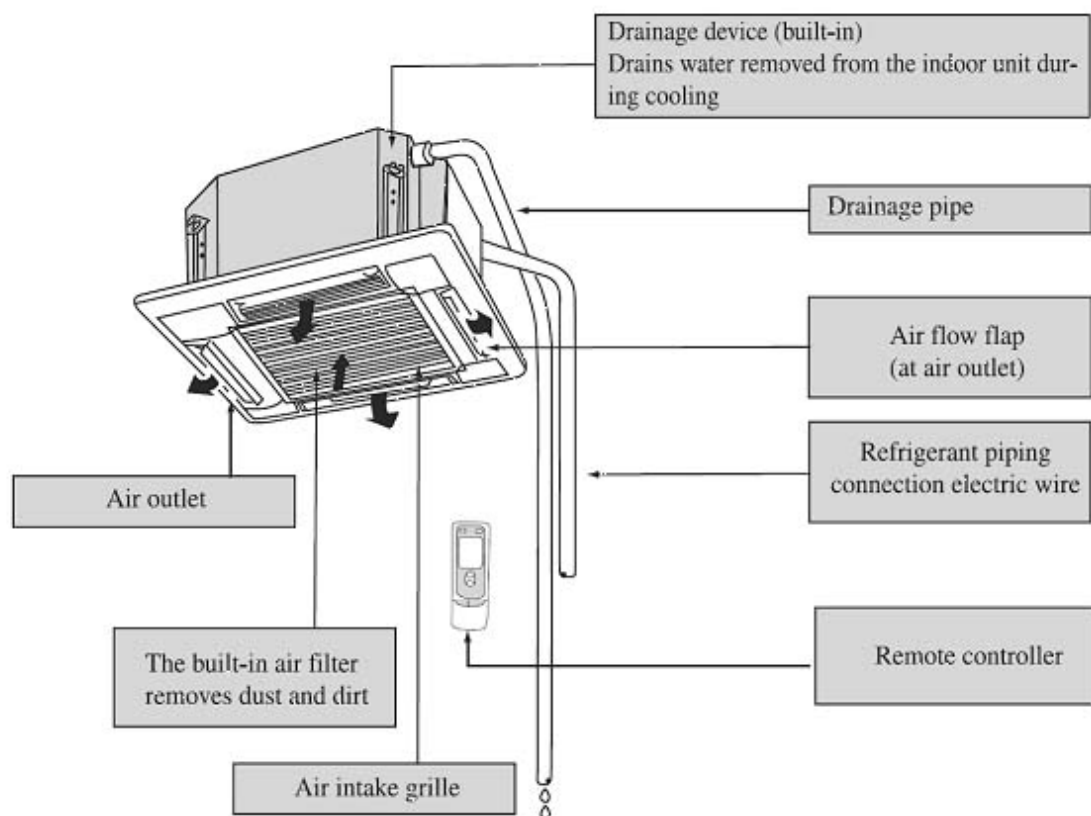 Drainage device (built-in)
Drains water removed from the indoor unit dur-
ing cooling
Drainage pipe
Air flow flap
(at air outlet)
Refrigerant piping
connection electric wire
Air outlet
The built-in air filter
removes dust and dirt
Remote controller
Air intake grille